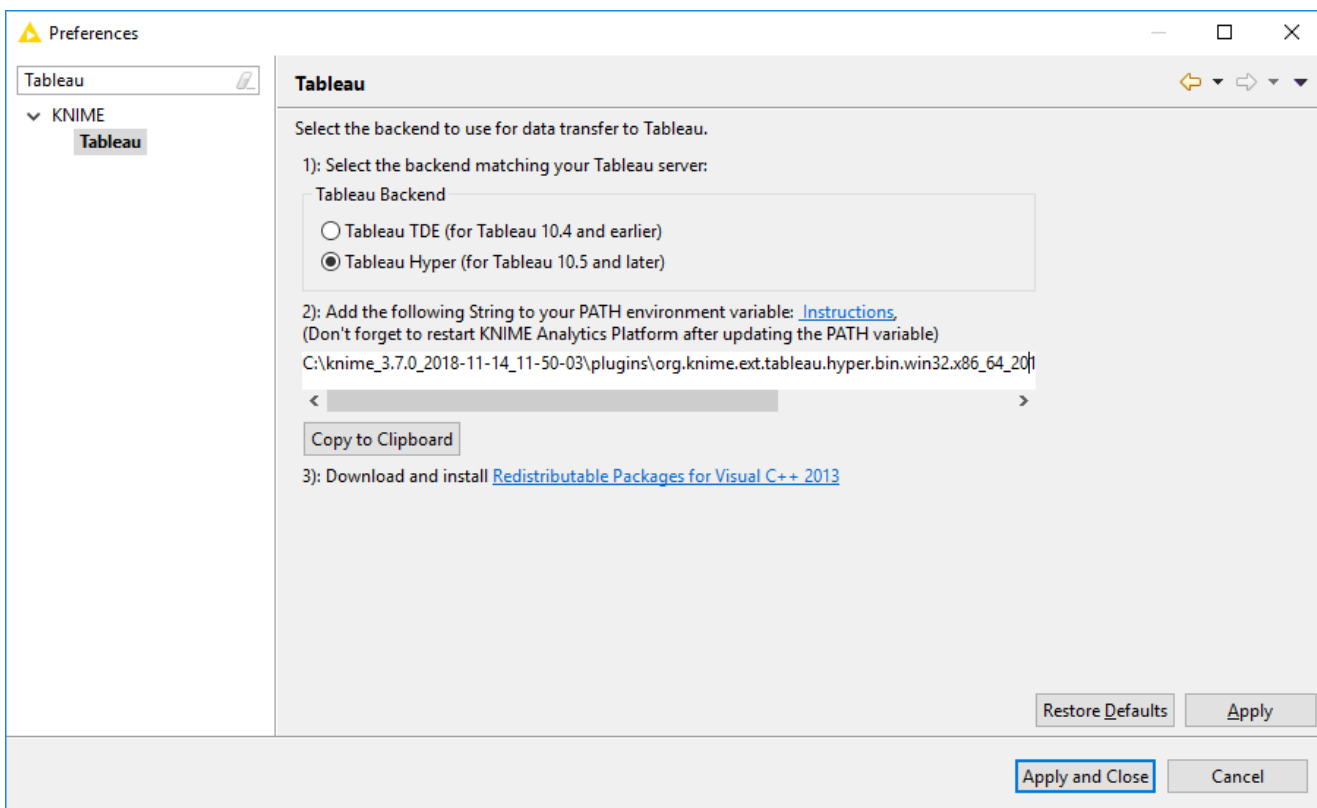 Preferences
Tableau
KNIME
Tableau
Tableau
Select the backend to use for data transfer to Tableau.
1): Select the backend matching your Tableau server:
Tableau Backend
Tableau TDE (for Tableau 10.4 and earlier)
Tableau Hyper (for Tableau 10.5 and later)
2): Add the following String to your PATH environment variable: Instructions,
(Don't forget to restart KNIME Analytics Platform after updating the PATH variable)
C:\knime_3.7.0_2018-11-14_11-50-03\plugins\org.knime.ext.tableau.hyper.bin.win32.x86_64_201
Copy to Clipboard
3): Download and install Redistributable Packages for Visual C++ 2013
Restore Defaults Apply
Apply and Close Cancel